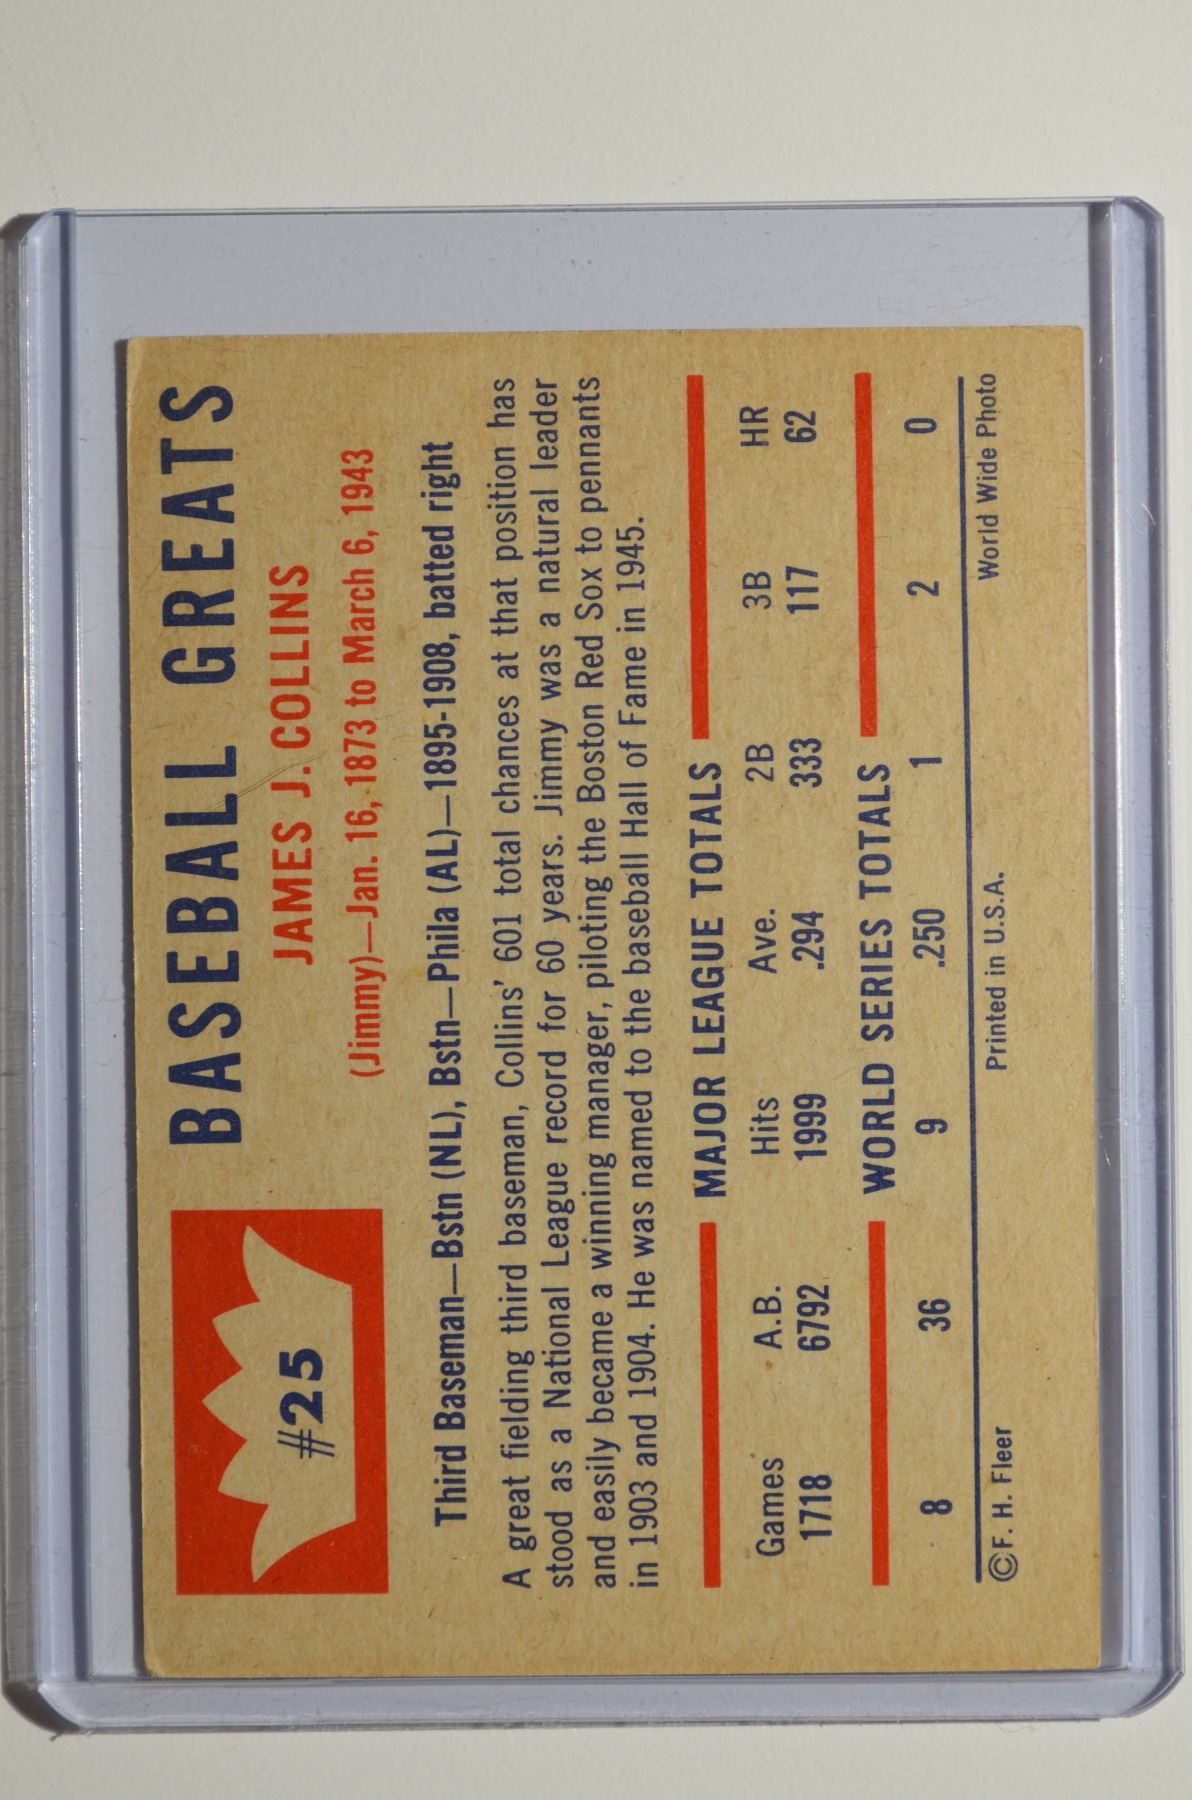 #25
BASEBALL GREATS
JAMES J. COLLINS
(Jimmy)—Jan. 16, 1873 to March 6, 1943
Third Baseman—Bstn (NL), Bstn—Phila (AL)—1895-1908, batted right
A great fielding third baseman, Collins' 601 total chances at that position has
stood as a National League record for 60 years. Jimmy was a natural leader
and easily became a winning manager, piloting the Boston Red Sox to pennants
in 1903 and 1904. He was named to the baseball Hall of Fame in 1945.
MAJOR LEAGUE TOTALS
Games A.B. Hits Ave. 2B 3B HR
1718 6792 1999 .294 333 117 62
WORLD SERIES TOTALS
8 36 9 .250 1 2 0
©F. H. Fleer Printed in U.S.A. World Wide Photo